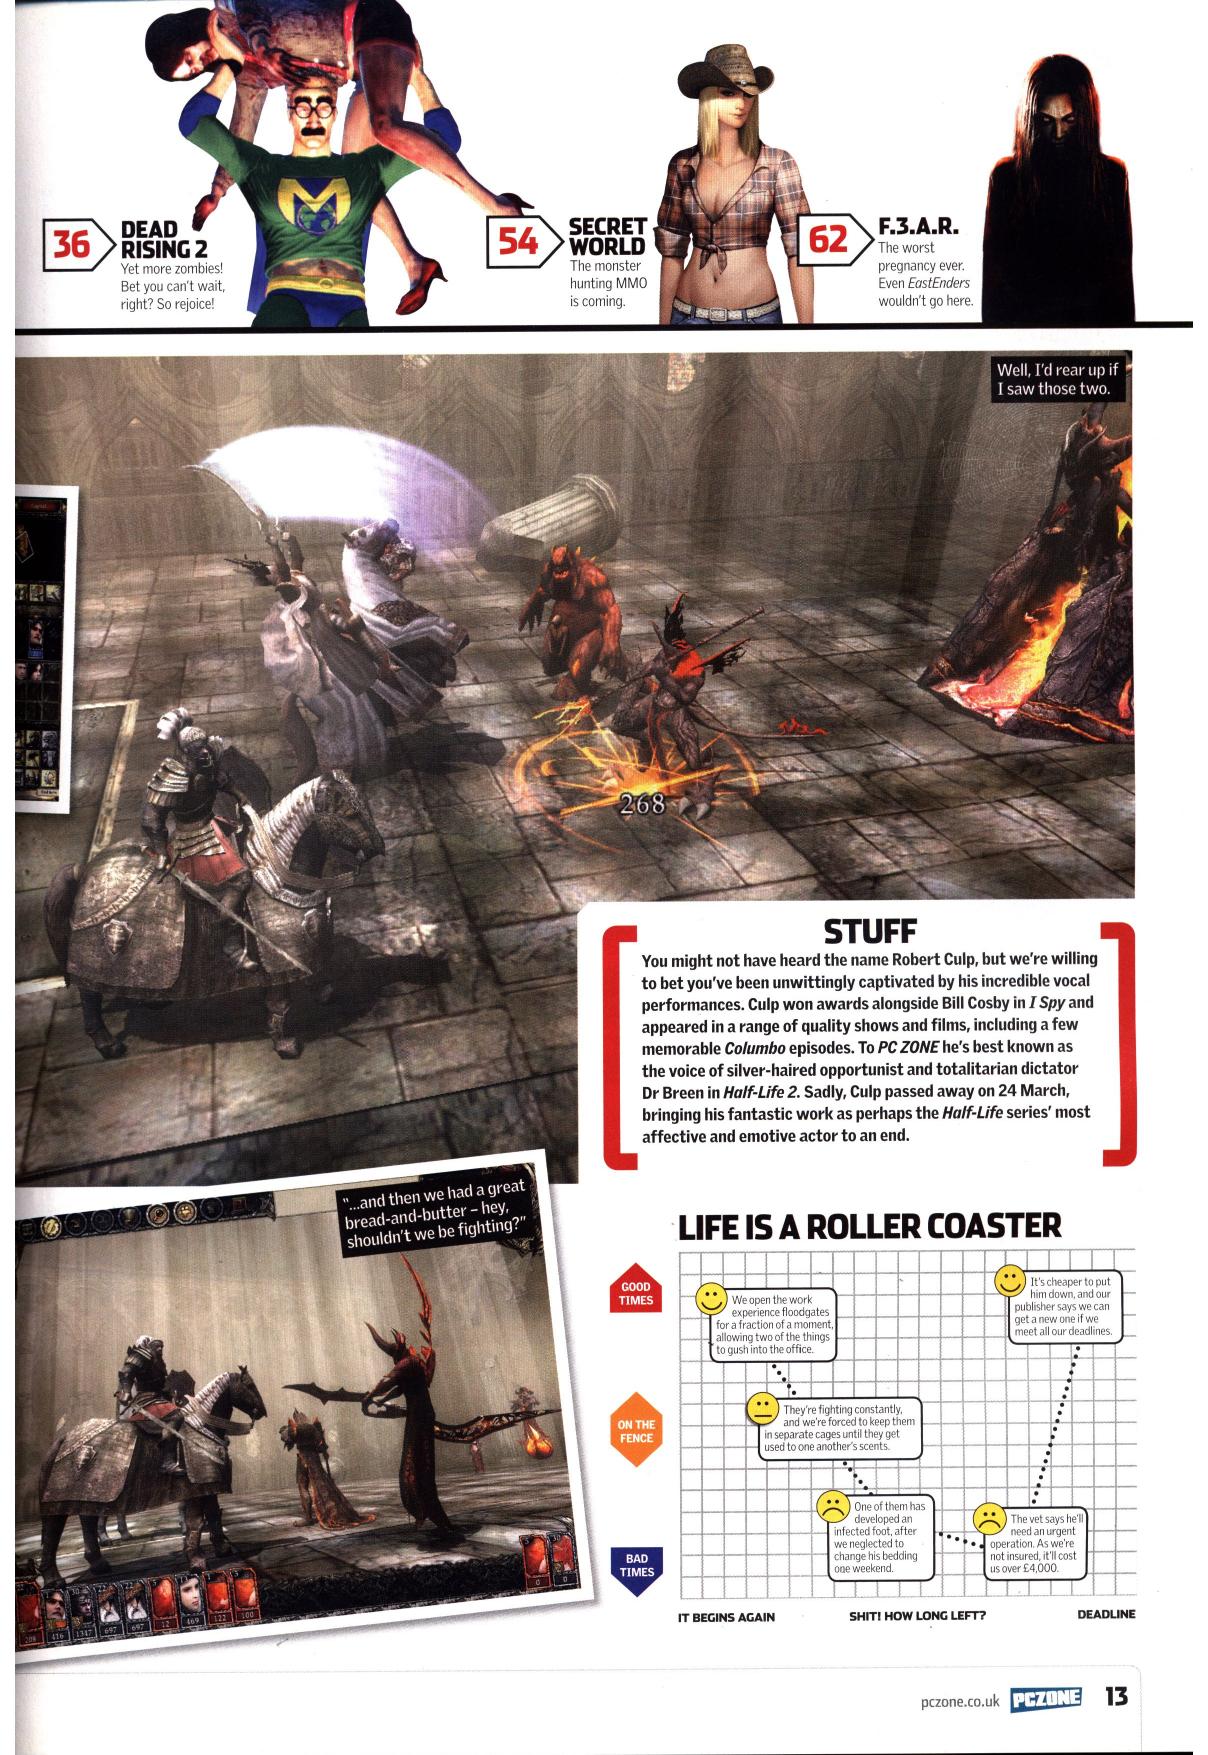 36
DEAD
RISING 2
Yet more zombies!
Bet you can't wait,
right? So rejoice!
54
SECRET
WORLD
The monster
hunting MMO
is coming.
62
F.3.A.R.
The worst
pregnancy ever.
Even EastEnders
wouldn't go here.
Well, I'd rear up if
I saw those two.
268
STUFF
You might not have heard the name Robert Culp, but we're willing
to bet you've been unwittingly captivated by his incredible vocal
performances. Culp won awards alongside Bill Cosby in I Spy and
appeared in a range of quality shows and films, including a few
memorable Columbo episodes. To PC ZONE he's best known as
the voice of silver-haired opportunist and totalitarian dictator
Dr Breen in Half-Life 2. Sadly, Culp passed away on 24 March,
bringing his fantastic work as perhaps the Half-Life series' most
affective and emotive actor to an end.
"...and then we had a great
bread-and-butter – hey,
shouldn't we be fighting?"
208
416
1347
697
697
12
469
122
100
0
0
LIFE IS A ROLLER COASTER
GOOD
TIMES
ON THE
FENCE
BAD
TIMES
We open the work
experience floodgates
for a fraction of a moment,
allowing two of the things
to gush into the office.
They're fighting constantly,
and we're forced to keep them
in separate cages until they get
used to one another's scents.
One of them has
developed an
infected foot, after
we neglected to
change his bedding
one weekend.
The vet says he'll
need an urgent
operation. As we're
not insured, it'll cost
us over £4,000.
It's cheaper to put
him down, and our
publisher says we can
get a new one if we
meet all our deadlines.
IT BEGINS AGAIN
SHIT! HOW LONG LEFT?
DEADLINE
pczone.co.uk
PCZONE
13